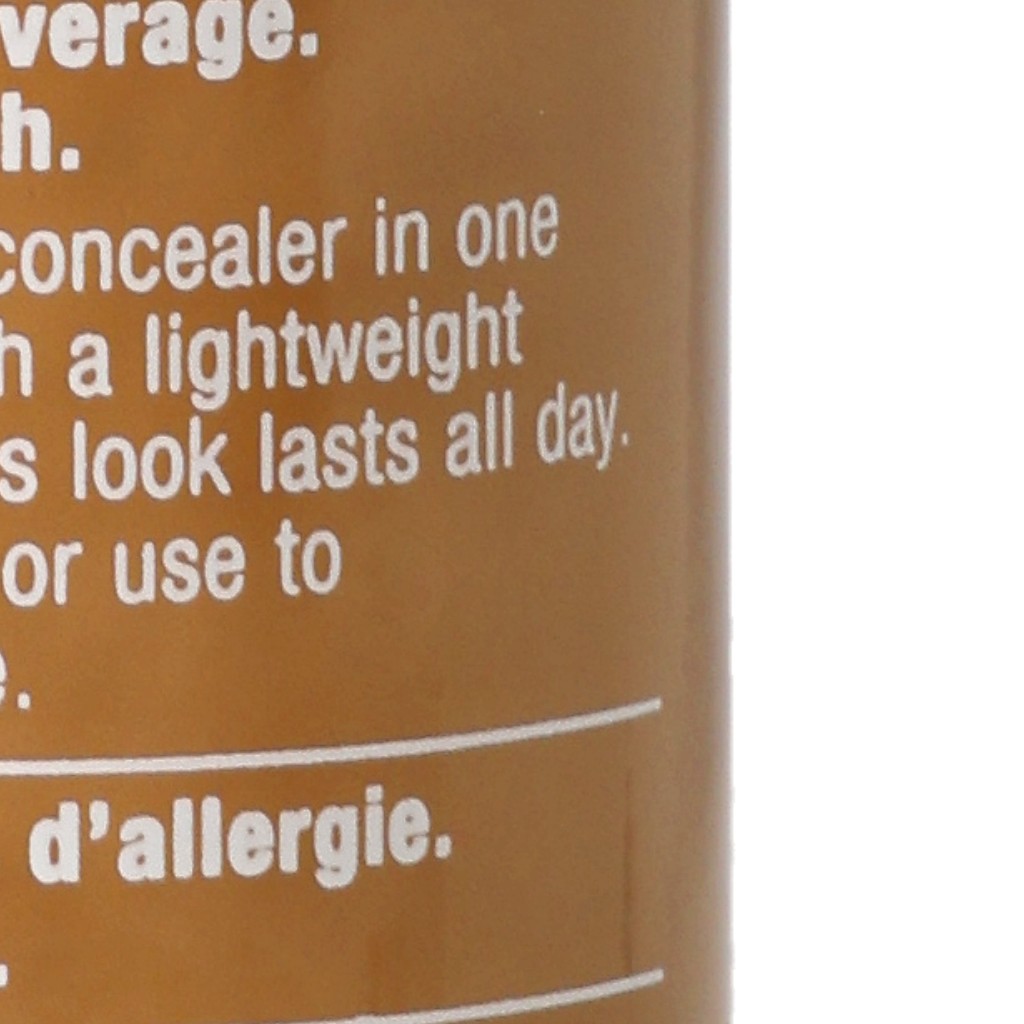 verage.
h.
concealer in one
h a lightweight
s look lasts all day.
or use to
e.
d’allergie.
.